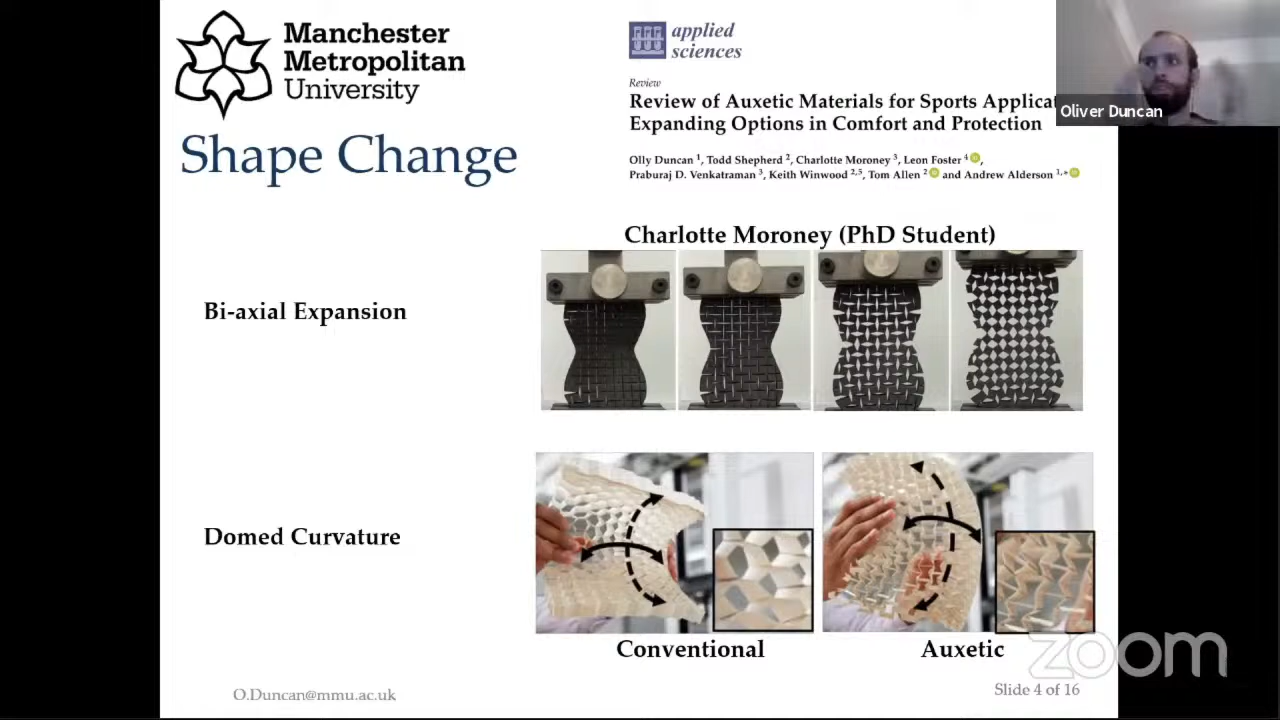 Manchester
Metropolitan
University
Shape Change
applied
sciences
Review
Review of Auxetic Materials for Sports
Expanding Options in Comfort and Protection
Olly Duncan 1, Todd Shepherd 2, Charlotte Moroney 3, Leon Foster 4,
Praburaj D. Venkatraman 3, Keith Winwood 2,5, Tom Allen 2 and Andrew Alderson 1,*
Oliver Duncan
Charlotte Moroney (PhD Student)
Bi-axial Expansion
Domed Curvature
Conventional
Auxetic
zoom
O.Duncan@mmu.ac.uk
Slide 4 of 16